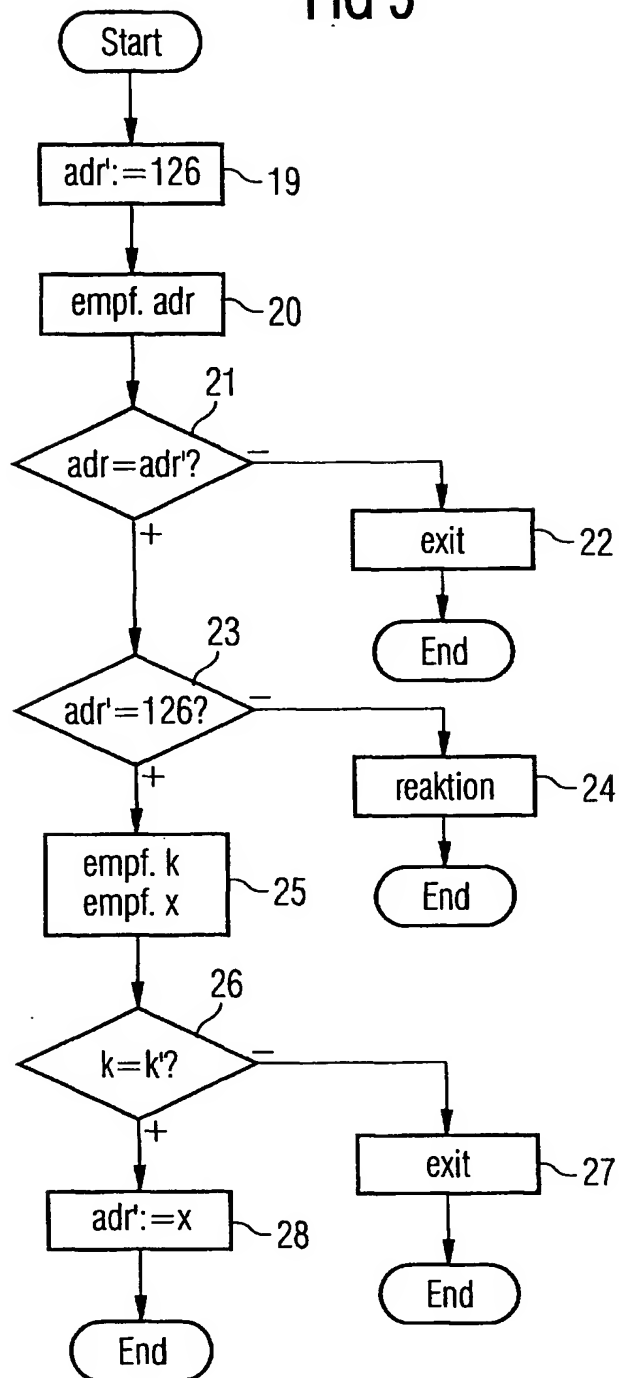 Start
adr':=126
19
empf. adr
20
21
adr=adr'?
−
+
exit
22
End
23
adr'=126?
−
+
reaktion
24
End
empf. k
empf. x
25
26
k=k'?
−
+
exit
27
End
adr':=x
28
End